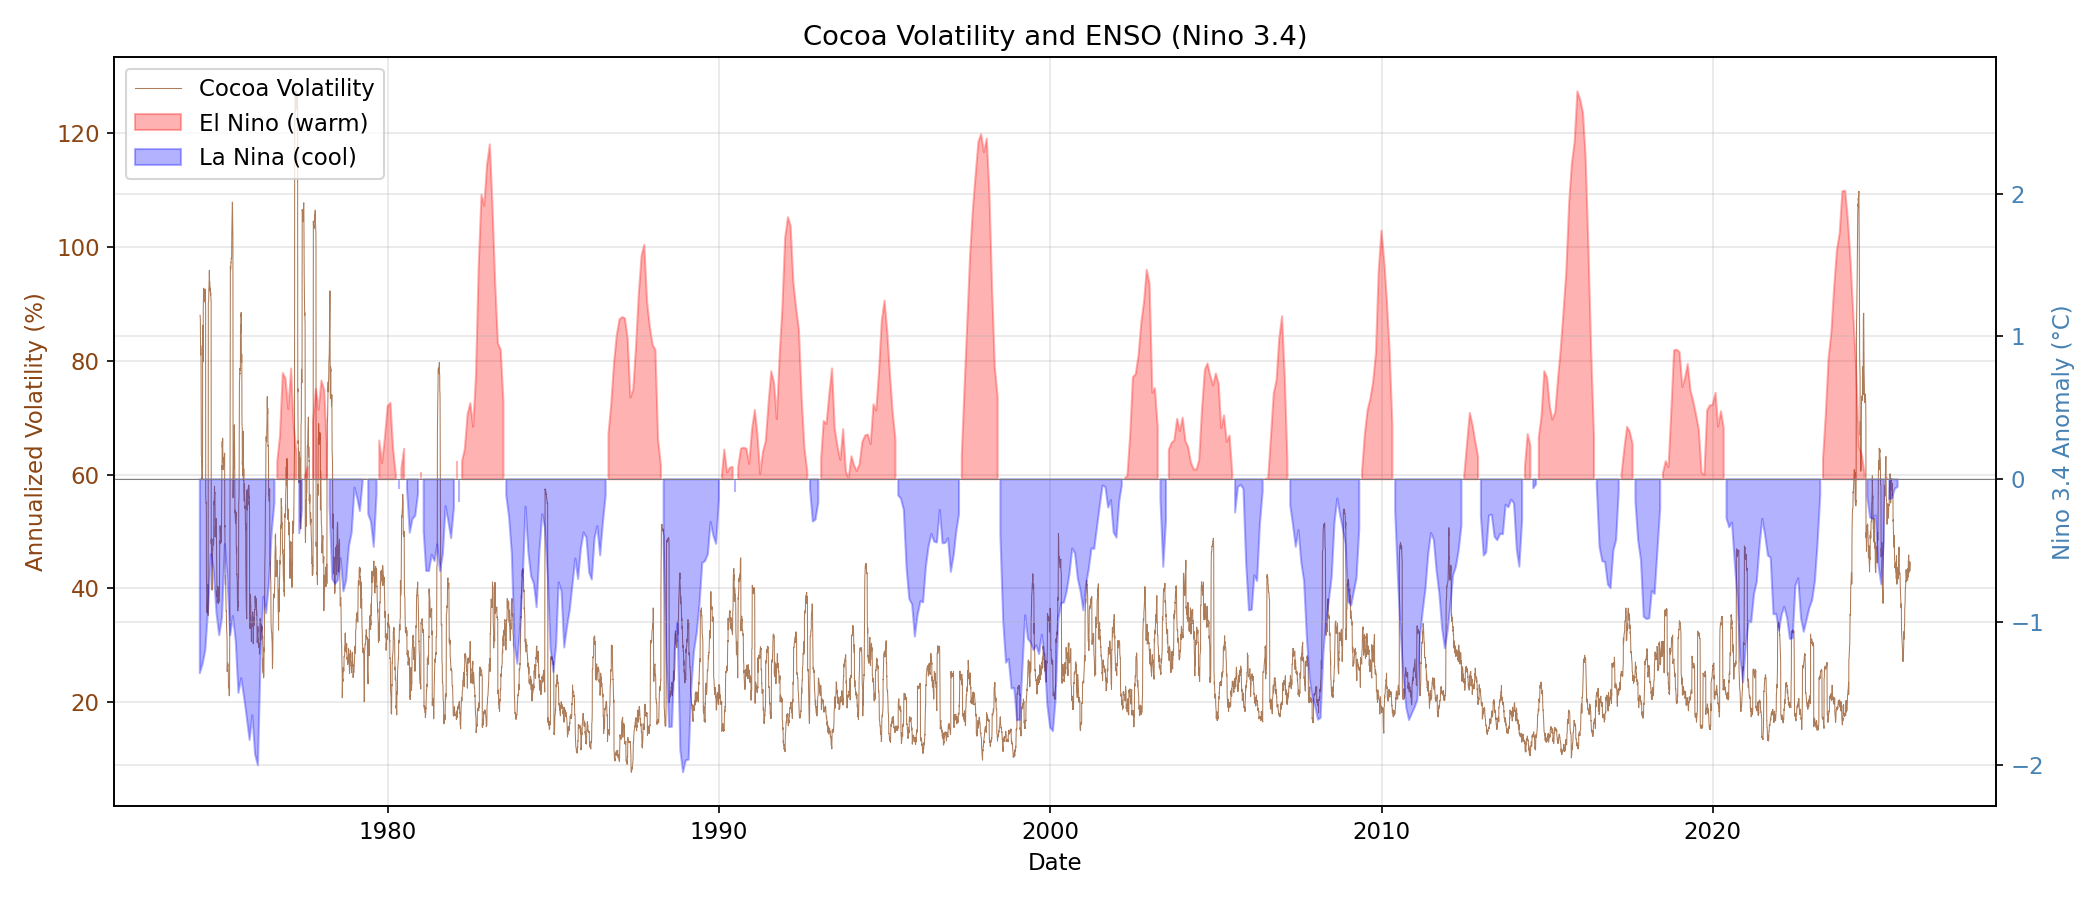 Cocoa Volatility and ENSO (Nino 3.4)
Cocoa Volatility
El Nino (warm)
La Nina (cool)
120
100
80
60
40
20
Annualized Volatility (%)
2
1
0
−1
−2
Nino 3.4 Anomaly (°C)
1980
1990
2000
2010
2020
Date